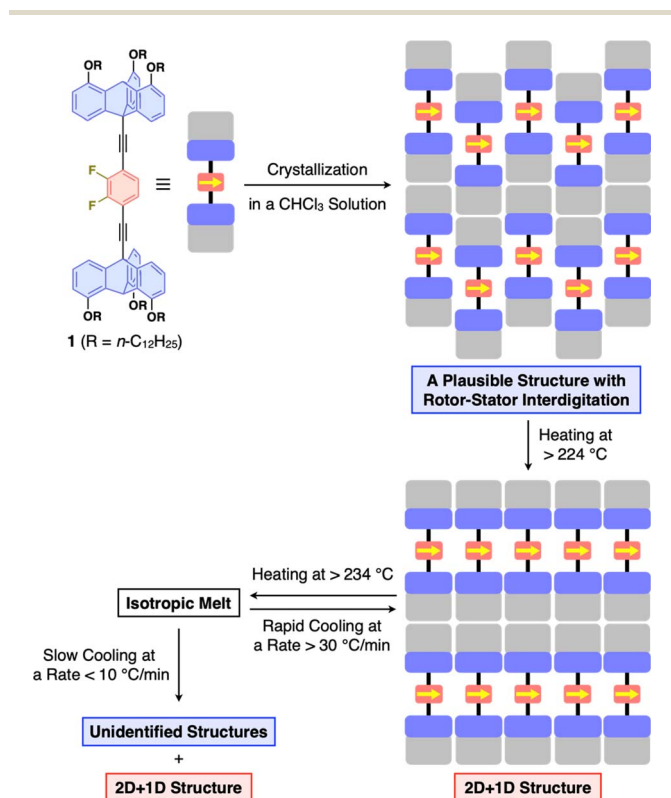 OR
OR
OR
F
F
≡
OR
OR
OR
1 (R = n-C₁₂H₂₅)
Crystallization
in a CHCl₃ Solution
A Plausible Structure with
Rotor-Stator Interdigitation
Heating at
> 224 °C
Heating at > 234 °C
Isotropic Melt
Rapid Cooling at
a Rate > 30 °C/min
Slow Cooling at
a Rate < 10 °C/min
Unidentified Structures
+
2D+1D Structure
2D+1D Structure